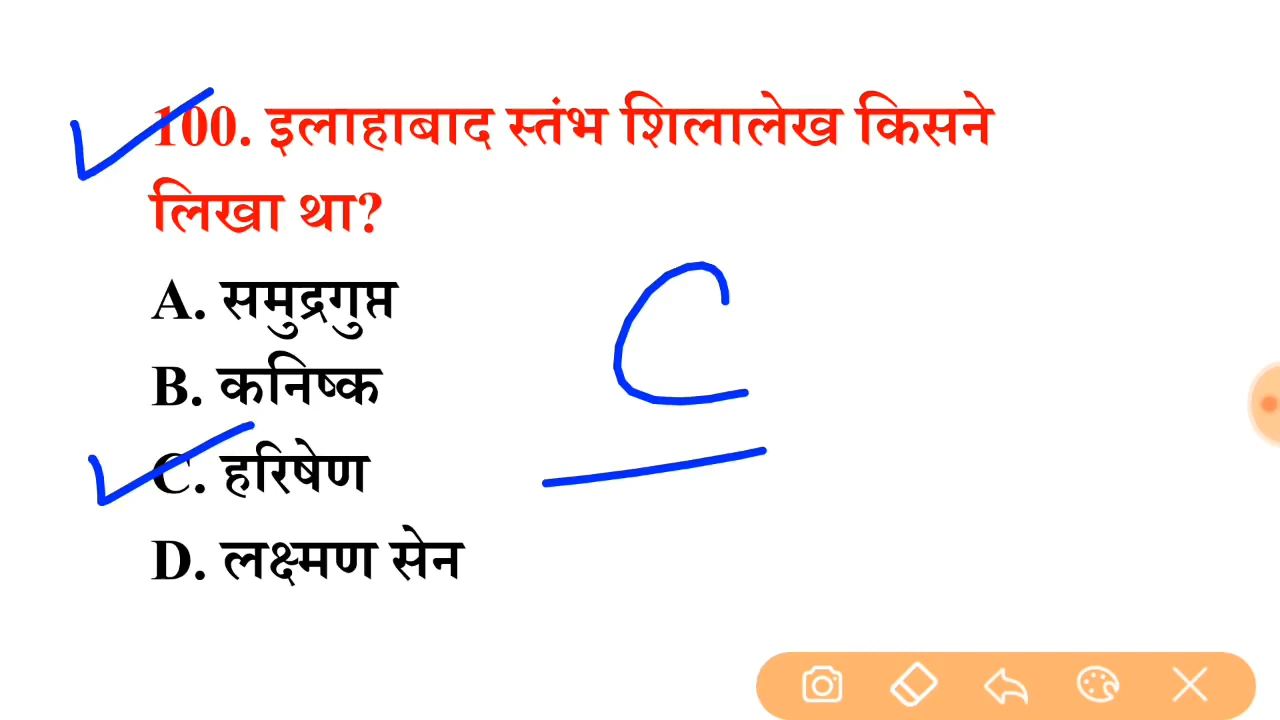 100. इलाहाबाद स्तंभ शिलालेख किसने
लिखा था?
A. समुद्रगुप्त
B. कनिष्क
C. हरिषेण
D. लक्ष्मण सेन
C